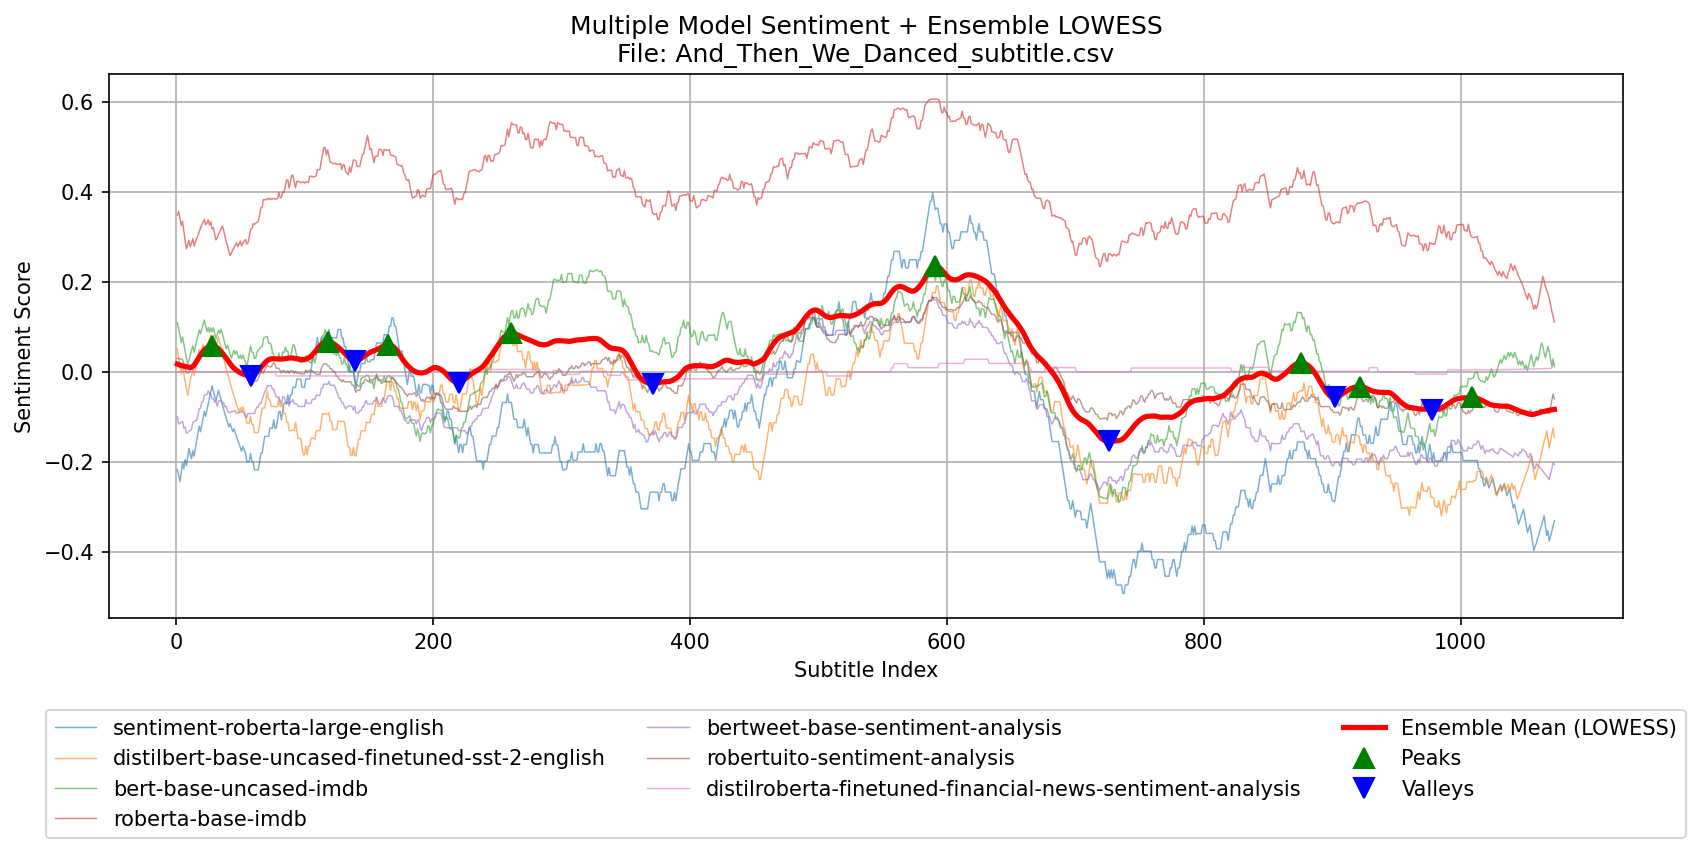 Multiple Model Sentiment + Ensemble LOWESS
File: And_Then_We_Danced_subtitle.csv
Sentiment Score
0.6
0.4
0.2
0.0
−0.2
−0.4
0
200
400
600
800
1000
Subtitle Index
sentiment-roberta-large-english
distilbert-base-uncased-finetuned-sst-2-english
bert-base-uncased-imdb
roberta-base-imdb
bertweet-base-sentiment-analysis
robertuito-sentiment-analysis
distilroberta-finetuned-financial-news-sentiment-analysis
Ensemble Mean (LOWESS)
Peaks
Valleys